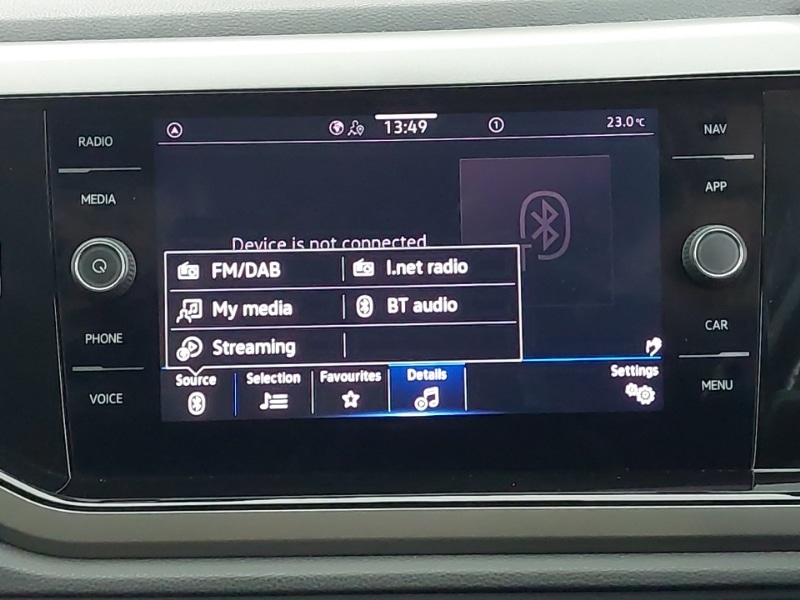 RADIO
MEDIA
PHONE
VOICE
13:49
1
23.0°C
Device is not connected
FM/DAB
I.net radio
My media
BT audio
Streaming
Source
Selection
Favourites
Details
Settings
NAV
APP
CAR
MENU